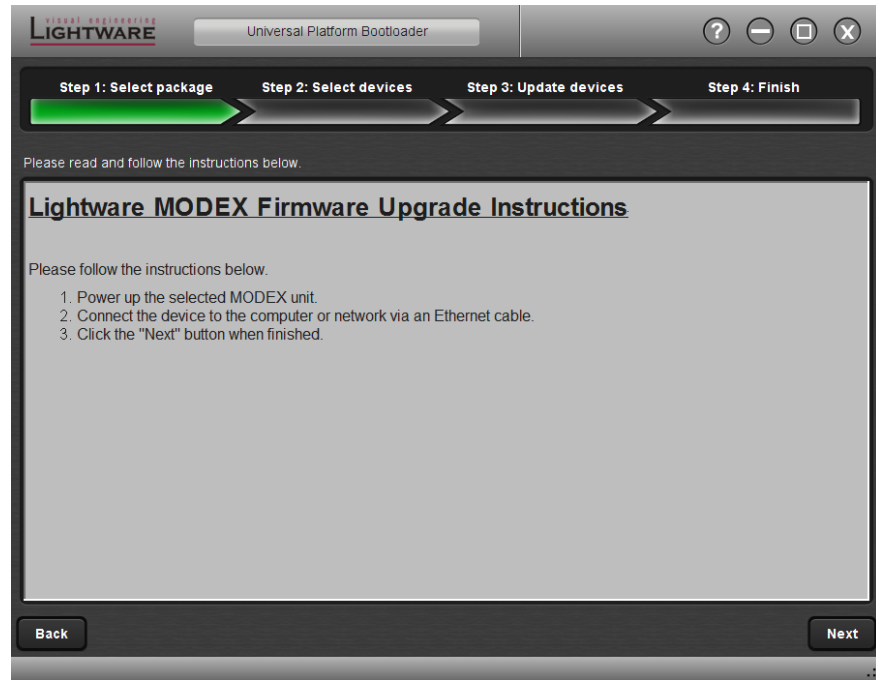 visual engineering
LIGHTWARE
Universal Platform Bootloader
?
X
Step 1: Select package
Step 2: Select devices
Step 3: Update devices
Step 4: Finish
Please read and follow the instructions below.
Lightware MODEX Firmware Upgrade Instructions
Please follow the instructions below.
1. Power up the selected MODEX unit.
2. Connect the device to the computer or network via an Ethernet cable.
3. Click the "Next" button when finished.
Back
Next